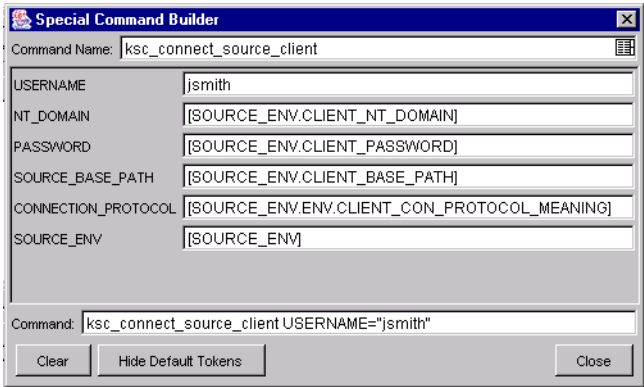 Special Command Builder
Command Name: ksc_connect_source_client
USERNAME jsmith
NT_DOMAIN [SOURCE_ENV.CLIENT_NT_DOMAIN]
PASSWORD [SOURCE_ENV.CLIENT_PASSWORD]
SOURCE_BASE_PATH [SOURCE_ENV.CLIENT_BASE_PATH]
CONNECTION_PROTOCOL [SOURCE_ENV.ENV.CLIENT_CON_PROTOCOL_MEANING]
SOURCE_ENV [SOURCE_ENV]
Command: ksc_connect_source_client USERNAME="jsmith"
Clear Hide Default Tokens Close